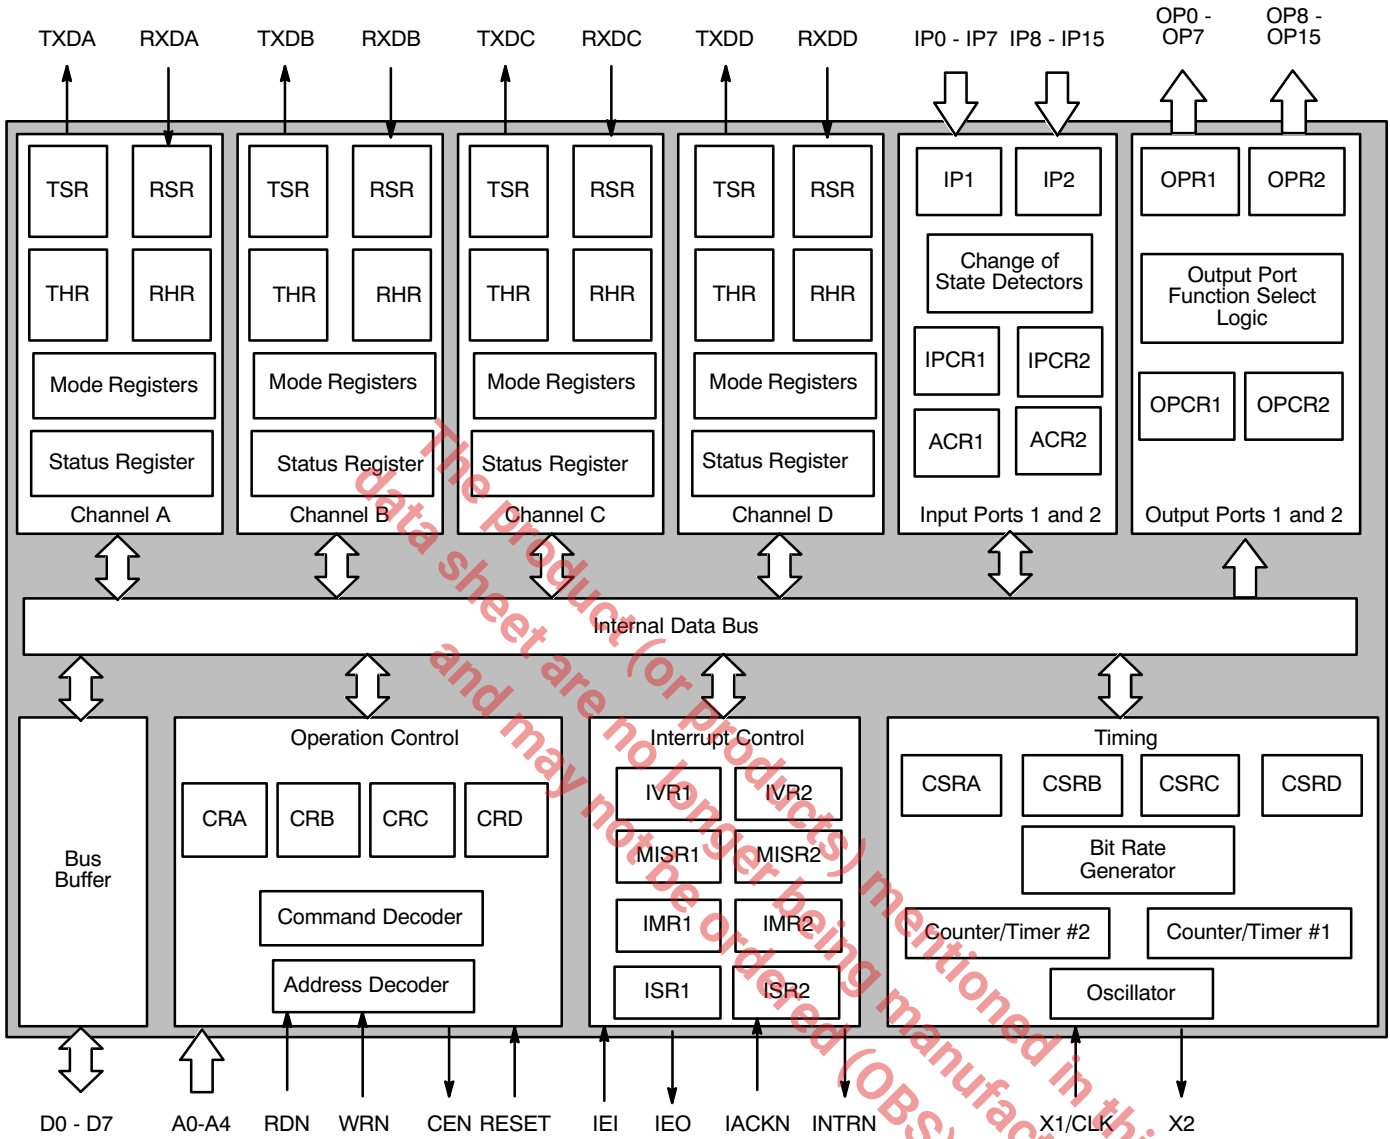 TXDA RXDA TXDB RXDB TXDC RXDC TXDD RXDD IP0 - IP7 IP8 - IP15
OP0 -
OP7
OP8 -
OP15
TSR RSR
THR RHR
Mode Registers
Status Register
Channel A
TSR RSR
THR RHR
Mode Registers
Status Register
Channel B
TSR RSR
THR RHR
Mode Registers
Status Register
Channel C
TSR RSR
THR RHR
Mode Registers
Status Register
Channel D
IP1 IP2
Change of
State Detectors
IPCR1 IPCR2
ACR1 ACR2
Input Ports 1 and 2
OPR1 OPR2
Output Port
Function Select
Logic
OPCR1 OPCR2
Output Ports 1 and 2
Internal Data Bus
Bus
Buffer
Operation Control
CRA CRB CRC CRD
Command Decoder
Address Decoder
Interrupt Control
IVR1 IVR2
MISR1 MISR2
IMR1 IMR2
ISR1 ISR2
Timing
CSRA CSRB CSRC CSRD
Bit Rate
Generator
Counter/Timer #2 Counter/Timer #1
Oscillator
D0 - D7 A0-A4 RDN WRN CEN RESET IEI IEO IACKN INTRN X1/CLK X2
The product (or products) mentioned in this
data sheet are no longer being manufac
and may not be ordered (OBS